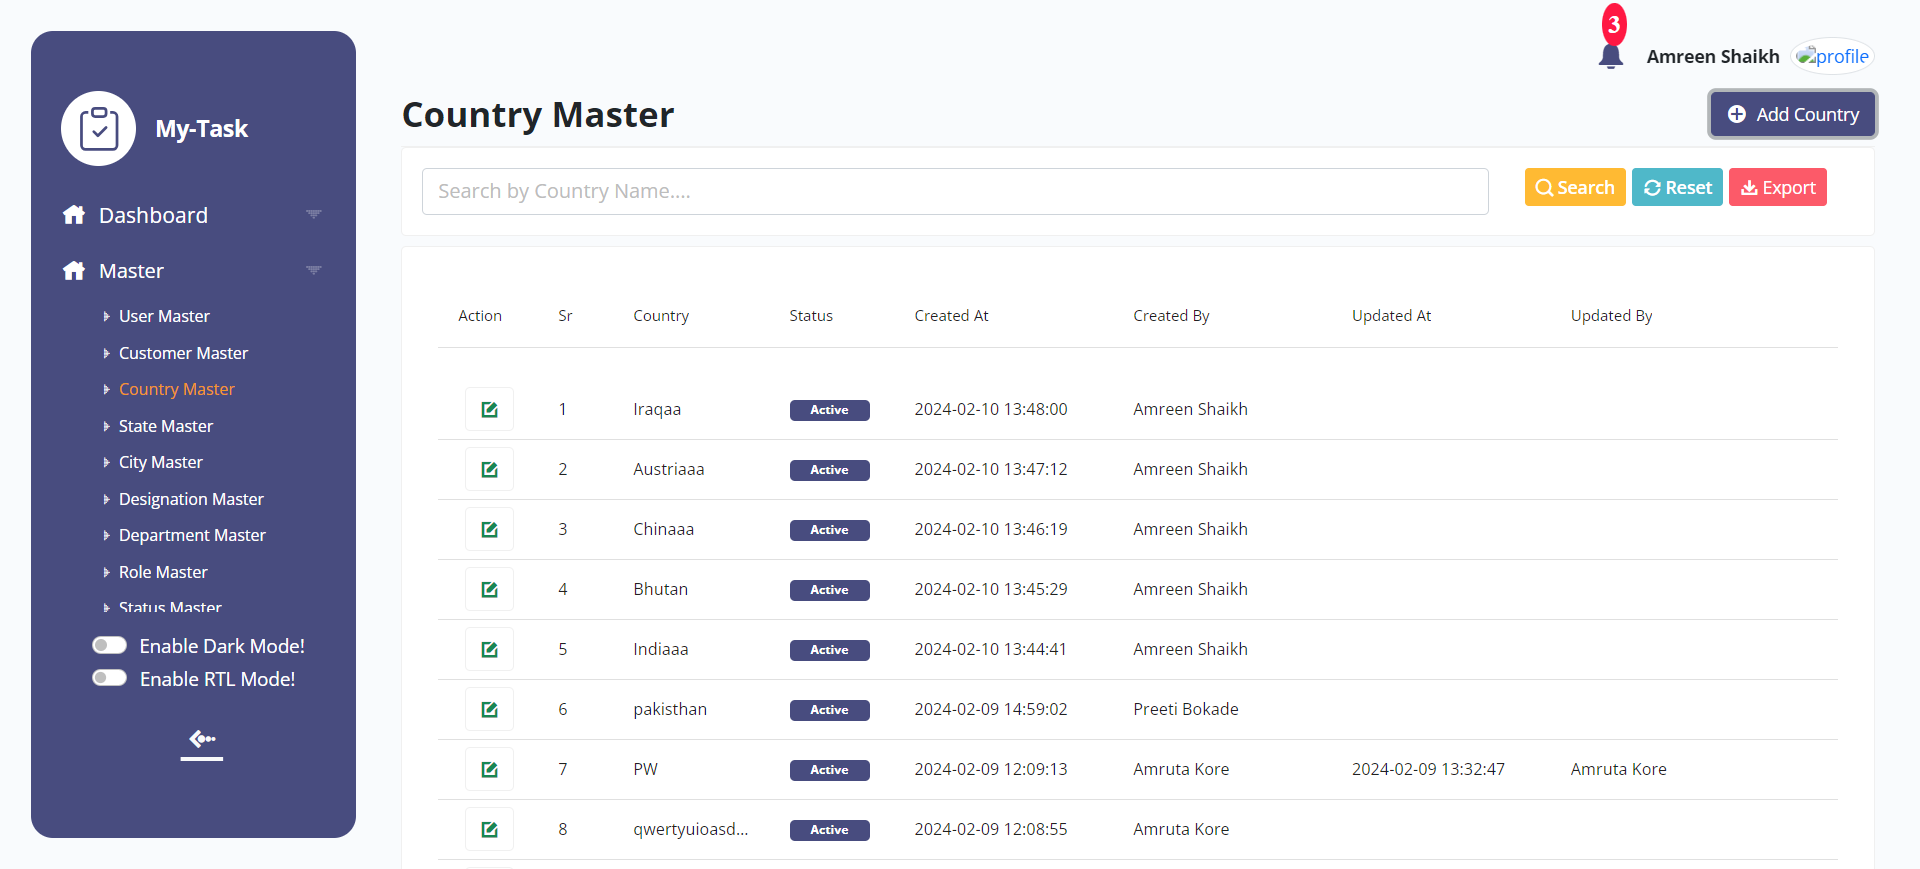 3
Amreen Shaikh profile
My-Task
Country Master
Add Country
Search by Country Name....
Search Reset Export
Dashboard
Master
User Master
Customer Master
Country Master
State Master
City Master
Designation Master
Department Master
Role Master
Status Master
Enable Dark Mode!
Enable RTL Mode!
Action Sr Country Status Created At Created By Updated At Updated By
1 Iraqaa Active 2024-02-10 13:48:00 Amreen Shaikh
2 Austriaaa Active 2024-02-10 13:47:12 Amreen Shaikh
3 Chinaaa Active 2024-02-10 13:46:19 Amreen Shaikh
4 Bhutan Active 2024-02-10 13:45:29 Amreen Shaikh
5 Indiaaa Active 2024-02-10 13:44:41 Amreen Shaikh
6 pakisthan Active 2024-02-09 14:59:02 Preeti Bokade
7 PW Active 2024-02-09 12:09:13 Amruta Kore 2024-02-09 13:32:47 Amruta Kore
8 qwertyuioasd... Active 2024-02-09 12:08:55 Amruta Kore